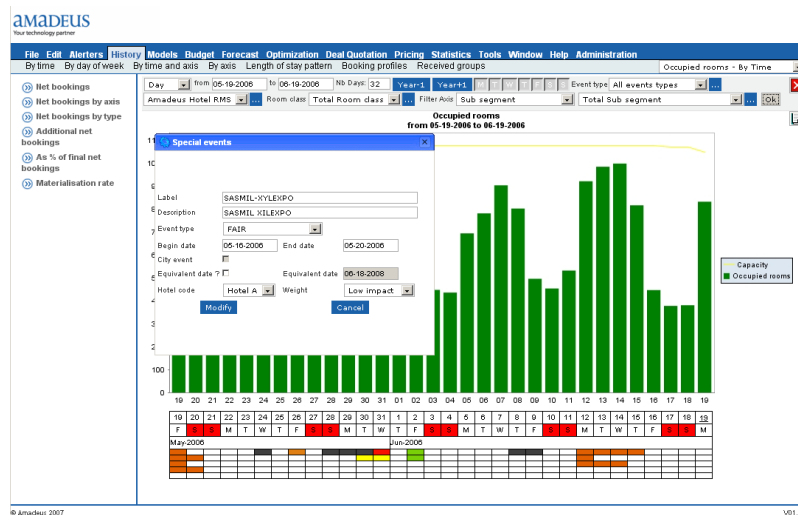 aMaDEUS
Your technology partner
File Edit Alerters History Models Budget Forecast Optimization Deal Quotation Pricing Statistics Tools Window Help Administration
By time By day of week By time and axis By axis Length of stay pattern Booking profiles Received groups Occupied rooms - By Time
Net bookings
Net bookings by axis
Net bookings by type
Additional net bookings
As % of final net bookings
Materialisation rate
Day from 05-19-2006 to 06-19-2006 Nb Days: 32 Year-1 Year+1 M T W T F S S Event type All events types ...
Amadeus Hotel RMS ... Room class Total Room class ... Filter Axis Sub segment Total Sub segment ... Ok
Occupied rooms
from 05-19-2006 to 06-19-2006
Special events
Label SASMIL-XYLEXPO
Description SASMIL XILEXPO
Event type FAIR
Begin date 05-16-2006 End date 05-20-2006
City event
Equivalent date ? Equivalent date 06-18-2008
Hotel code Hotel A Weight Low impact
Modify Cancel
Capacity
Occupied rooms
100
0
19 20 21 22 23 24 25 26 27 28 29 30 31 01 02 03 04 05 06 07 08 09 10 11 12 13 14 15 16 17 18 19
19 20 21 22 23 24 25 26 27 28 29 30 31 1 2 3 4 5 6 7 8 9 10 11 12 13 14 15 16 17 18 19
F S S M T W T F S S M T W T F S S M T W T F S S M T W T F S S M
May-2006 Jun-2006
© Amadeus 2007 V01.